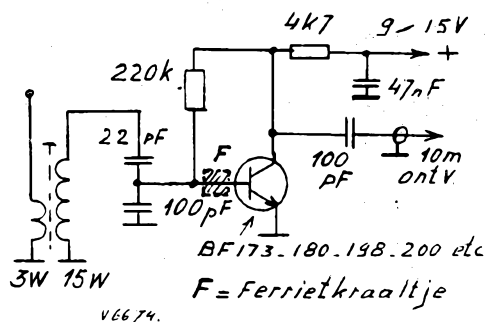 4k7
9 - 15V
+
220k
47nF
22 pF
F
100pF
100 pF
10m
ontv.
BF173-180-198-200 etc
3W 15W
F = Ferrietkraaltje